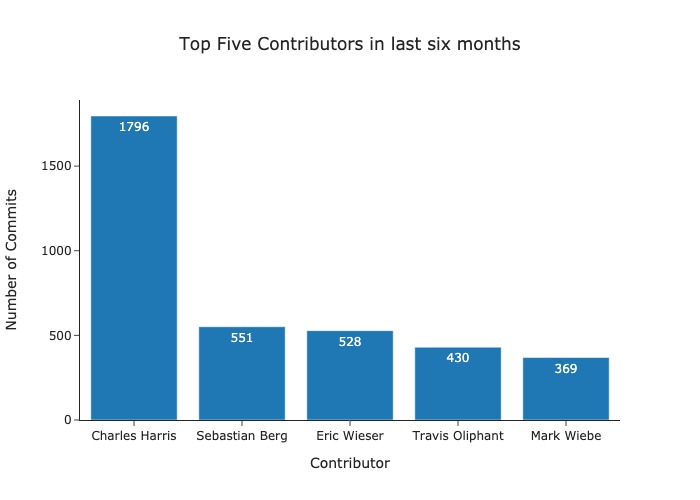 Top Five Contributors in last six months
Number of Commits
1500
1000
500
0
1796
551
528
430
369
Charles Harris
Sebastian Berg
Eric Wieser
Travis Oliphant
Mark Wiebe
Contributor